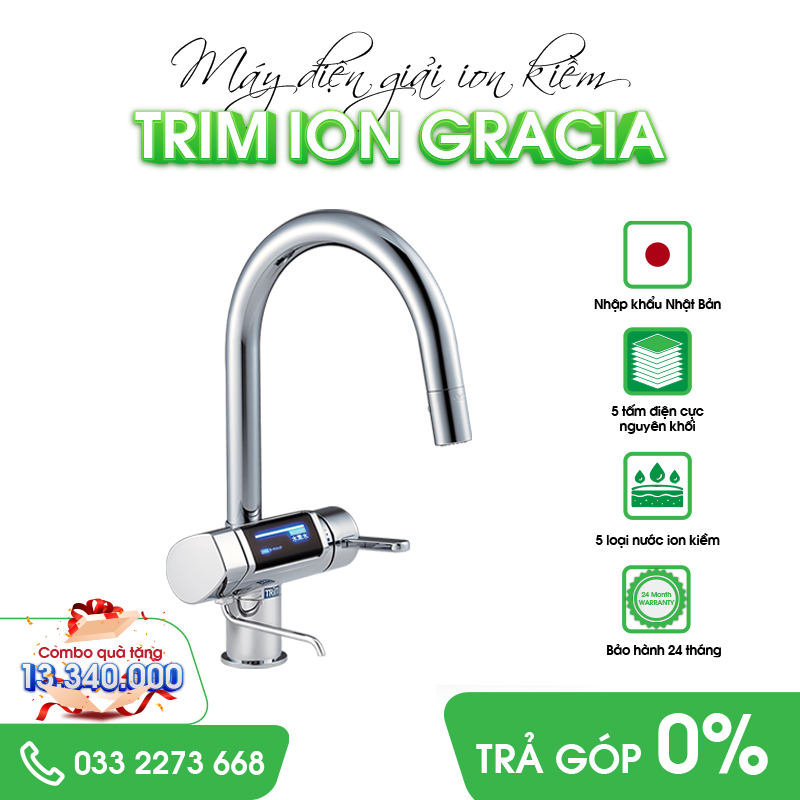 Máy điện giải ion kiềm
TRIM ION GRACIA
Nhập khẩu Nhật Bản
5 tấm điện cực
nguyên khối
5 loại nước ion kiềm
24 Month
WARRANTY
Bảo hành 24 tháng
TRIM
Combo quà tặng
13.340.000
033 2273 668
TRẢ GÓP 0%